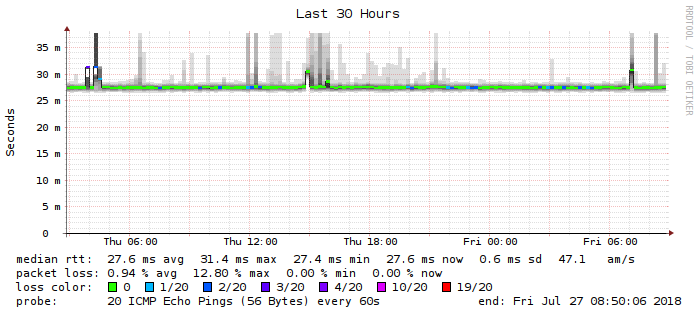 Last 30 Hours
RRDTOOL / TOBI OETIKER
Seconds
35 m
30 m
25 m
20 m
15 m
10 m
5 m
0
Thu 06:00 Thu 12:00 Thu 18:00 Fri 00:00 Fri 06:00
median rtt: 27.6 ms avg 31.4 ms max 27.4 ms min 27.6 ms now 0.6 ms sd 47.1 am/s
packet loss: 0.94 % avg 12.80 % max 0.00 % min 0.00 % now
loss color: 0 1/20 2/20 3/20 4/20 10/20 19/20
probe: 20 ICMP Echo Pings (56 Bytes) every 60s end: Fri Jul 27 08:50:06 2018